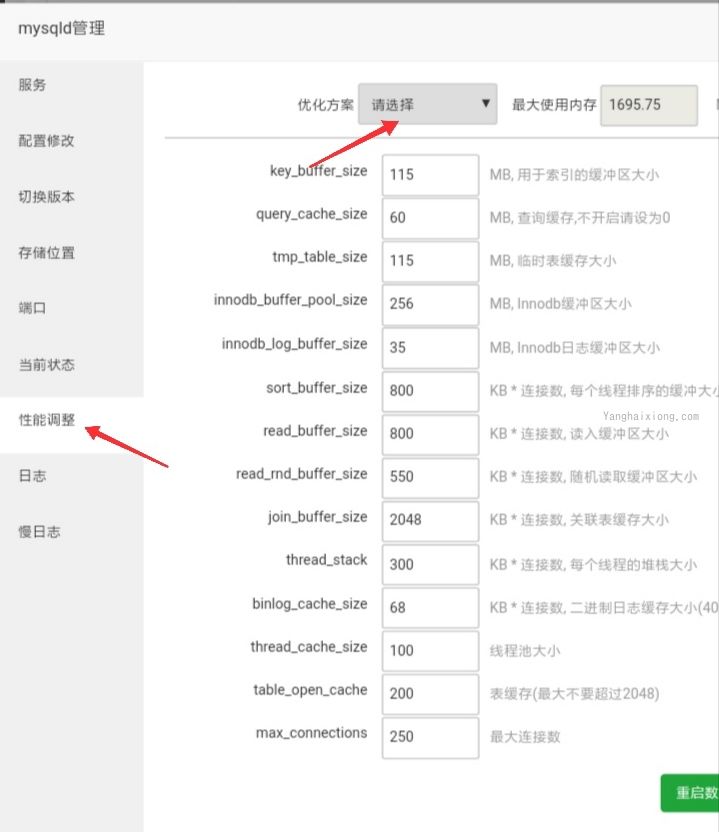 mysqld管理
服务
配置修改
切换版本
存储位置
端口
当前状态
性能调整
日志
慢日志
优化方案 请选择 最大使用内存 1695.75
key_buffer_size 115 MB, 用于索引的缓冲区大小
query_cache_size 60 MB, 查询缓存,不开启请设为0
tmp_table_size 115 MB, 临时表缓存大小
innodb_buffer_pool_size 256 MB, Innodb缓冲区大小
innodb_log_buffer_size 35 MB, Innodb日志缓冲区大小
sort_buffer_size 800 KB * 连接数, 每个线程排序的缓冲大小
Yanghaixiong.com
read_buffer_size 800 KB * 连接数, 读入缓冲区大小
read_rnd_buffer_size 550 KB * 连接数, 随机读取缓冲区大小
join_buffer_size 2048 KB * 连接数, 关联表缓存大小
thread_stack 300 KB * 连接数, 每个线程的堆栈大小
binlog_cache_size 68 KB * 连接数, 二进制日志缓存大小(40
thread_cache_size 100 线程池大小
table_open_cache 200 表缓存(最大不要超过2048)
max_connections 250 最大连接数
重启数